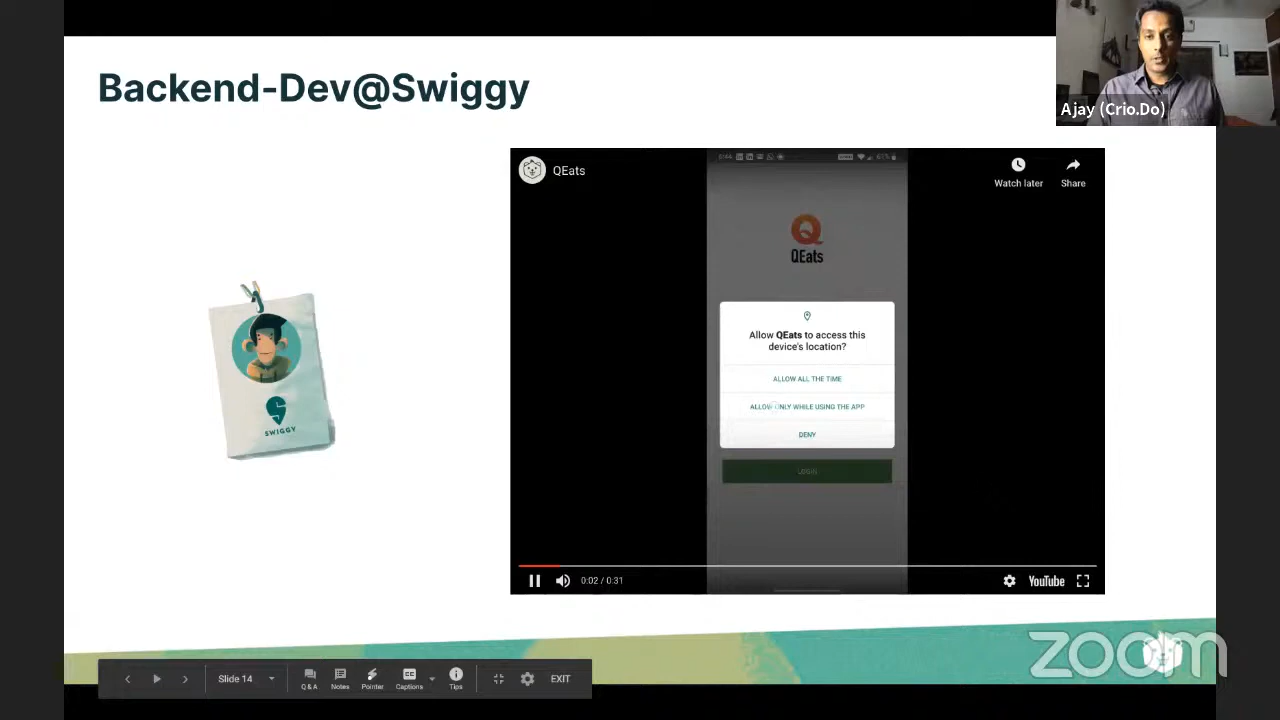 Backend-Dev@Swiggy
Ajay (Crio.Do)
QEats
Watch later
Share
Q
QEats
Allow QEats to access this
device's location?
ALLOW ALL THE TIME
ALLOW ONLY WHILE USING THE APP
DENY
LOGIN
SWIGGY
0:02 / 0:31
YouTube
zoom
Slide 14
Q & A
Notes
Pointer
Captions
Tips
EXIT